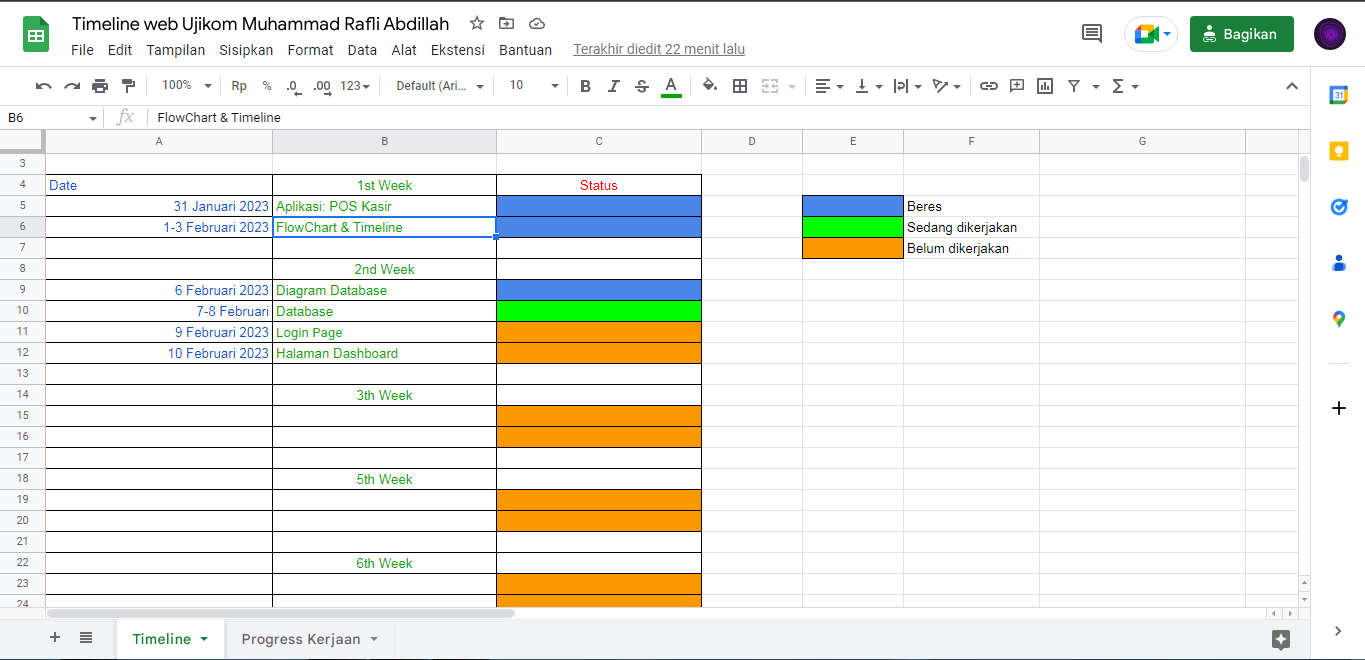 Timeline web Ujikom Muhammad Rafli Abdillah
File Edit Tampilan Sisipkan Format Data Alat Ekstensi Bantuan Terakhir diedit 22 menit lalu
Bagikan
100% Rp % .0 .00 123 Default (Ari... 10 B I S A
31
B6 fx FlowChart & Timeline
A B C D E F G
3
4 Date 1st Week Status
5 31 Januari 2023 Aplikasi: POS Kasir Beres
6 1-3 Februari 2023 FlowChart & Timeline Sedang dikerjakan
7 Belum dikerjakan
8 2nd Week
9 6 Februari 2023 Diagram Database
10 7-8 Februari Database
11 9 Februari 2023 Login Page
12 10 Februari 2023 Halaman Dashboard
13
14 3th Week
15
16
17
18 5th Week
19
20
21
22 6th Week
23
24
Timeline Progress Kerjaan